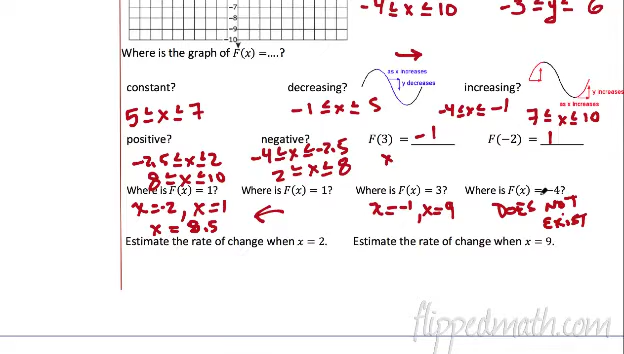 -7
-8
-9
-10
-4 ≤ x ≤ 10
-3 ≤ y ≤ 6
Where is the graph of F(x) =....?
as x increases
y decreases
constant?
decreasing?
increasing?
y increases
as x increases
5 ≤ x ≤ 7
-1 ≤ x ≤ 5
-4 ≤ x ≤ -1
7 ≤ x ≤ 10
positive?
negative?
F(3) = -1
F(−2) = 1
-2.5 ≤ x ≤ 2
-4 ≤ x ≤ -2.5
x
8 ≤ x ≤ 10
2 ≤ x ≤ 8
Where is F(x) = 1?
Where is F(x) = 1?
Where is F(x) = 3?
Where is F(x) = −4?
x=-2, x=1
x=-1, x=9
DOES NOT
x = 8.5
EXIST
Estimate the rate of change when x = 2.
Estimate the rate of change when x = 9.
flippedmath.com